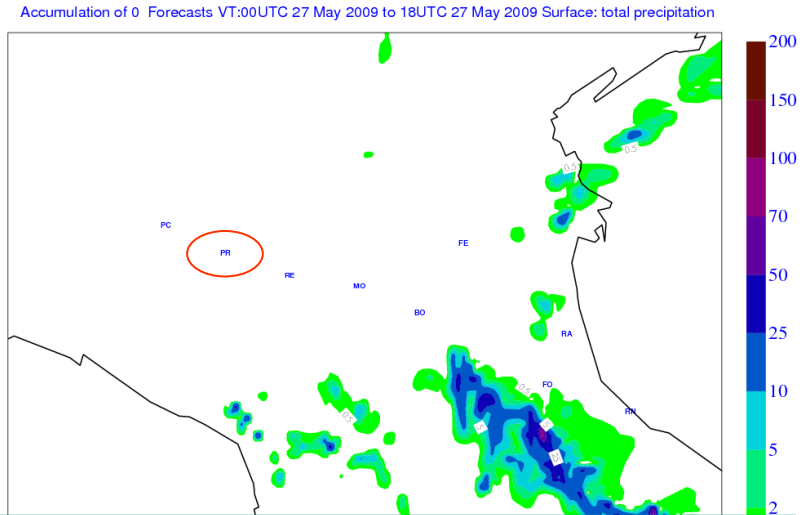 Accumulation of 0 Forecasts VT:00UTC 27 May 2009 to 18UTC 27 May 2009 Surface: total precipitation
200
150
100
70
50
25
10
5
2
0.5
0.5
PC
PR
FE
RE
MO
BO
RA
FO
0.5
RN
0.5
5
5
25